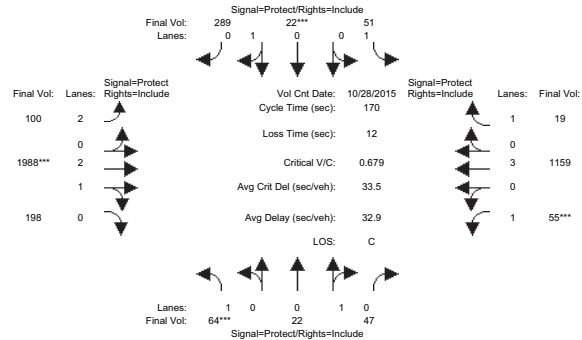 Signal=Protect/Rights=Include
Final Vol: 289 22*** 51
Lanes: 0 1 0 0 1
Signal=Protect
Final Vol: Lanes: Rights=Include
Vol Cnt Date: 10/28/2015
Signal=Protect
Rights=Include Lanes: Final Vol:
Cycle Time (sec): 170
100 2
1 19
Loss Time (sec): 12
0
0
1988*** 2
Critical V/C: 0.679
3 1159
1
Avg Crit Del (sec/veh): 33.5
0
198 0
Avg Delay (sec/veh): 32.9
1 55***
LOS: C
Lanes: 1 0 0 1 0
Final Vol: 64*** 22 47
Signal=Protect/Rights=Include